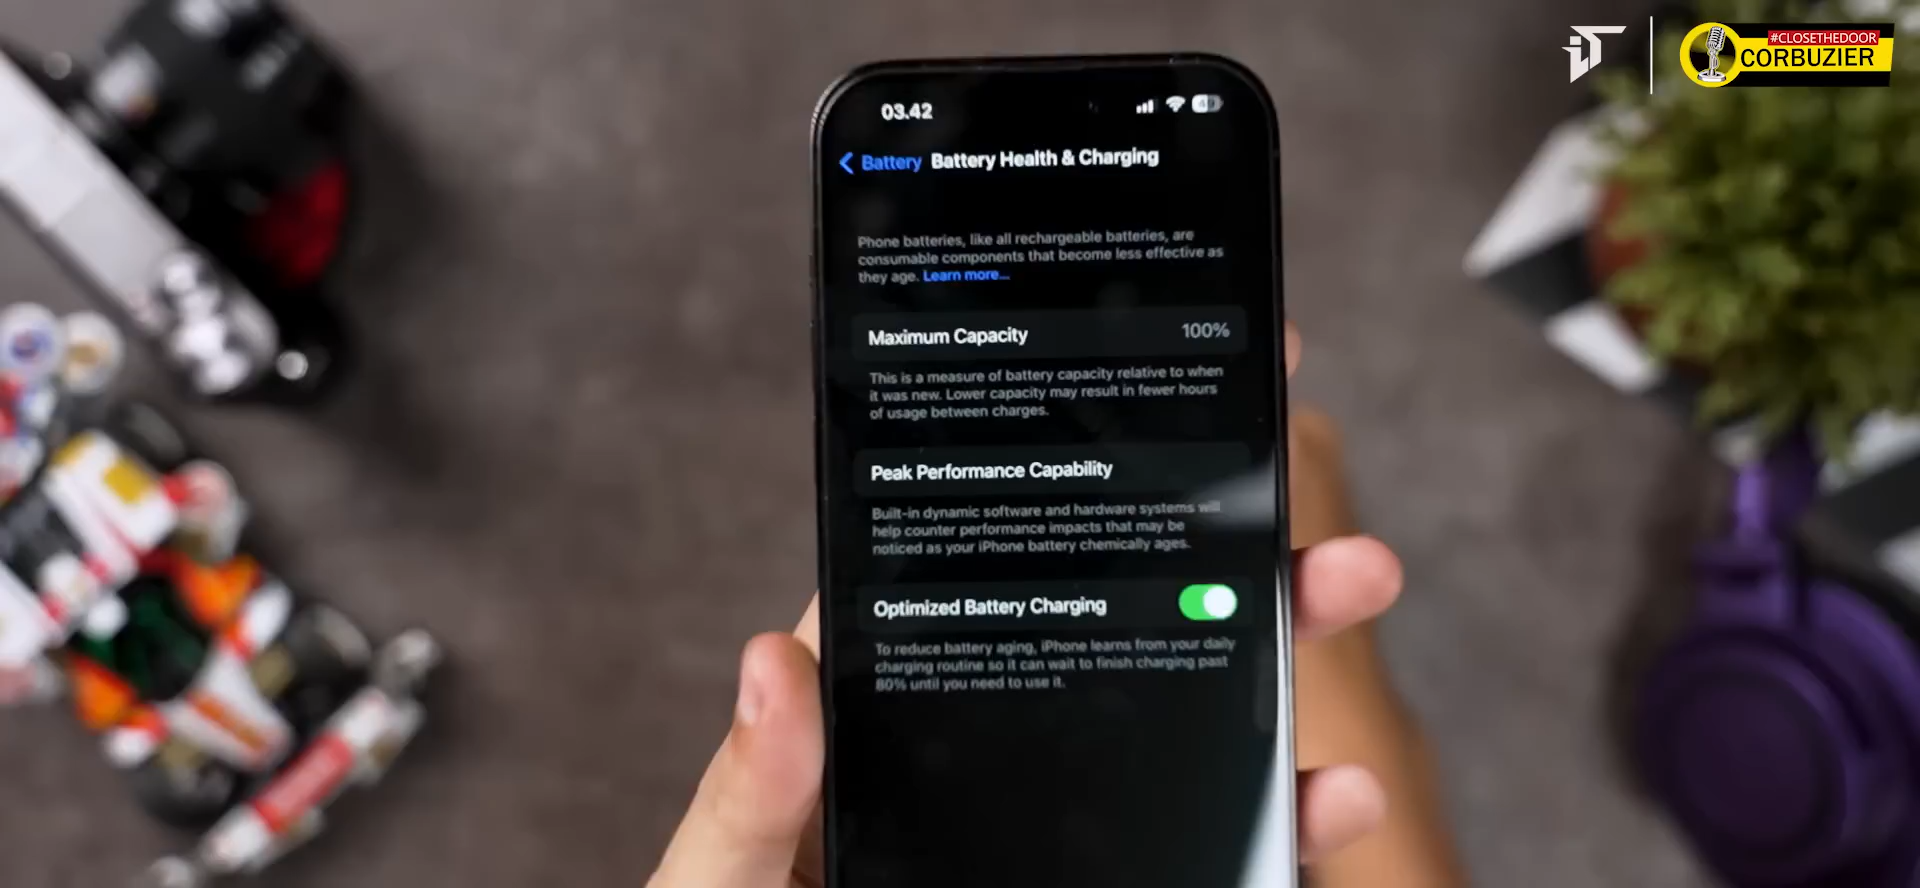 #CLOSETHEDOOR
CORBUZIER
03.42
Battery
Battery Health & Charging
Phone batteries, like all rechargeable batteries, are
consumable components that become less effective as
they age. Learn more...
Maximum Capacity 100%
This is a measure of battery capacity relative to when
it was new. Lower capacity may result in fewer hours
of usage between charges.
Peak Performance Capability
Built-in dynamic software and hardware systems will
help counter performance impacts that may be
noticed as your iPhone battery chemically ages.
Optimized Battery Charging
To reduce battery aging, iPhone learns from your daily
charging routine so it can wait to finish charging past
80% until you need to use it.